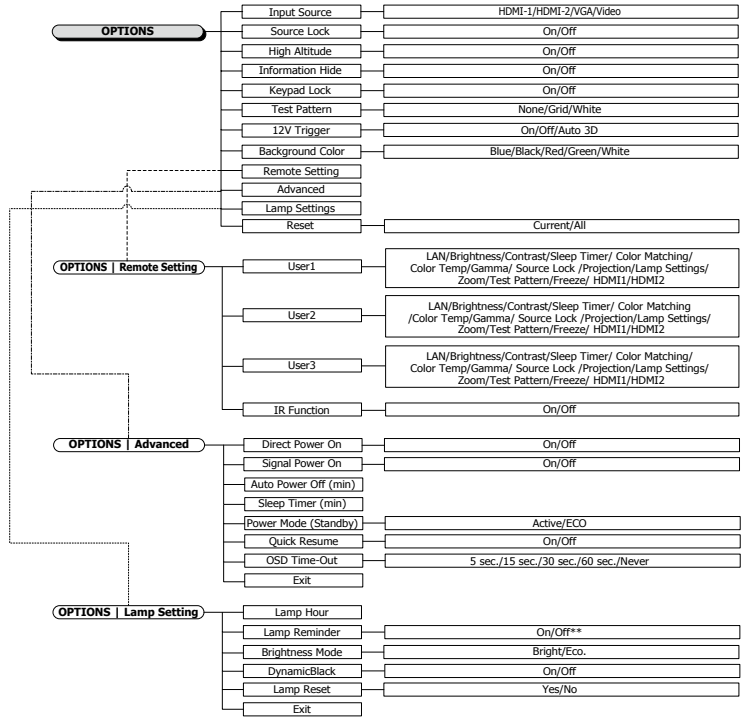 Input Source HDMI-1/HDMI-2/VGA/Video
OPTIONS Source Lock On/Off
High Altitude On/Off
Information Hide On/Off
Keypad Lock On/Off
Test Pattern None/Grid/White
12V Trigger On/Off/Auto 3D
Background Color Blue/Black/Red/Green/White
Remote Setting
Advanced
Lamp Settings
Reset Current/All
OPTIONS | Remote Setting
User1
LAN/Brightness/Contrast/Sleep Timer/ Color Matching/
Color Temp/Gamma/ Source Lock /Projection/Lamp Settings/
Zoom/Test Pattern/Freeze/ HDMI1/HDMI2
User2
LAN/Brightness/Contrast/Sleep Timer/ Color Matching
/Color Temp/Gamma/ Source Lock /Projection/Lamp Settings/
Zoom/Test Pattern/Freeze/ HDMI1/HDMI2
User3
LAN/Brightness/Contrast/Sleep Timer/ Color Matching/
Color Temp/Gamma/ Source Lock /Projection/Lamp Settings/
Zoom/Test Pattern/Freeze/ HDMI1/HDMI2
IR Function On/Off
OPTIONS | Advanced Direct Power On On/Off
Signal Power On On/Off
Auto Power Off (min)
Sleep Timer (min)
Power Mode (Standby) Active/ECO
Quick Resume On/Off
OSD Time-Out 5 sec./15 sec./30 sec./60 sec./Never
Exit
OPTIONS | Lamp Setting Lamp Hour
Lamp Reminder On/Off**
Brightness Mode Bright/Eco.
DynamicBlack On/Off
Lamp Reset Yes/No
Exit